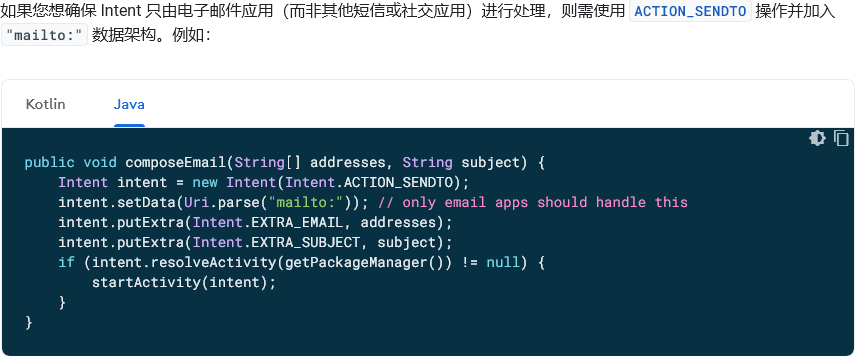 如果您想确保 Intent 只由电子邮件应用（而非其他短信或社交应用）进行处理，则需使用 ACTION_SENDTO 操作并加入
"mailto:" 数据架构。例如：
Kotlin Java
public void composeEmail(String[] addresses, String subject) {
    Intent intent = new Intent(Intent.ACTION_SENDTO);
    intent.setData(Uri.parse("mailto:")); // only email apps should handle this
    intent.putExtra(Intent.EXTRA_EMAIL, addresses);
    intent.putExtra(Intent.EXTRA_SUBJECT, subject);
    if (intent.resolveActivity(getPackageManager()) != null) {
        startActivity(intent);
    }
}